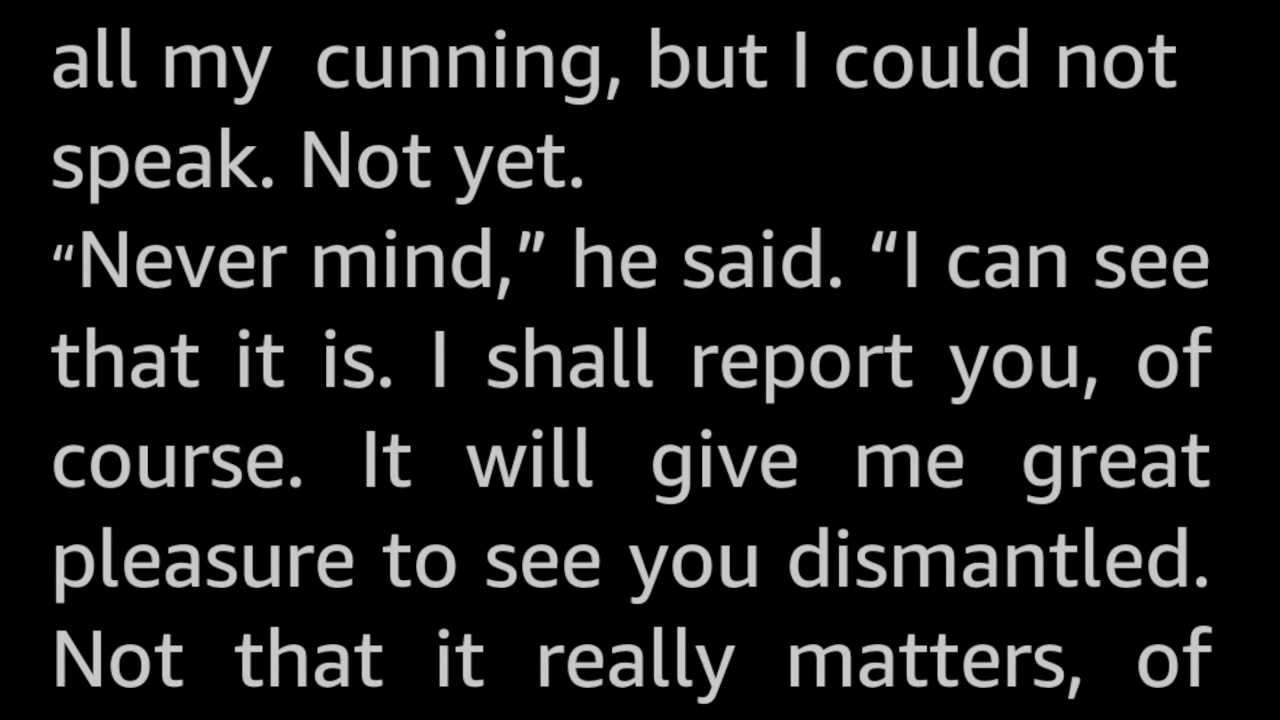 all my  cunning, but I could not
speak. Not yet.
“Never mind,” he said. “I can see
that it is. I shall report you, of
course. It will give me great
pleasure to see you dismantled.
Not that it really matters, of